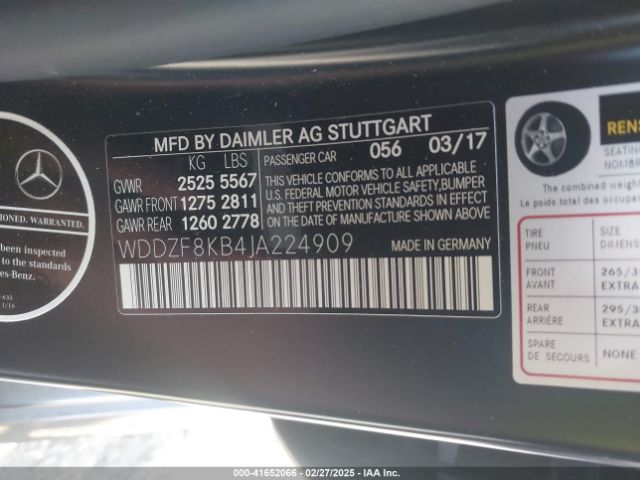 MFD BY DAIMLER AG STUTTGART
KG LBS PASSENGER CAR 056 03/17
GVWR 2525 5567
GAWR FRONT 1275 2811
GAWR REAR 1260 2778
THIS VEHICLE CONFORMS TO ALL APPLICABLE
U.S. FEDERAL MOTOR VEHICLE SAFETY, BUMPER
AND THEFT PREVENTION STANDARDS IN EFFECT
ON THE DATE OF MANUFACTURE SHOWN ABOVE
WDDZF8KB4JA224909
MADE IN GERMANY
WARRANTED.
been inspected
to the standards
1/16
SEATING
The combined weight
Le poids total des
TIRE
PNEU
SIZE
FRONT
AVANT
265/3
EXTRA
REAR
ARRIÈRE
295/3
EXTRA
SPARE
DE SECOURS
NONE
000-41652066 — 02/27/2025 — IAA Inc.